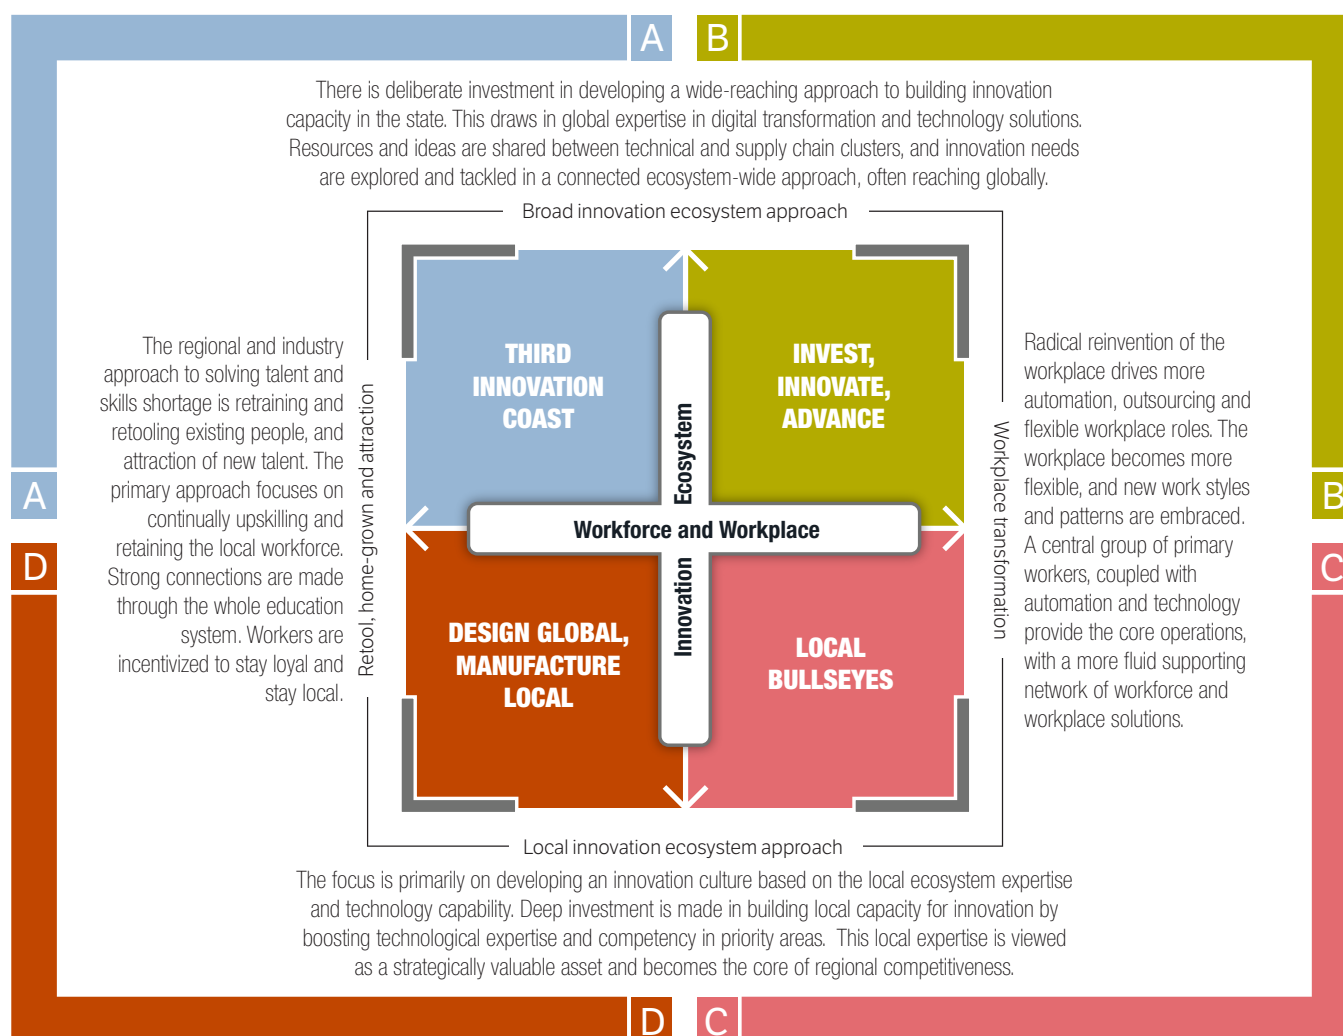 A B
There is deliberate investment in developing a wide-reaching approach to building innovation
capacity in the state. This draws in global expertise in digital transformation and technology solutions.
Resources and ideas are shared between technical and supply chain clusters, and innovation needs
are explored and tackled in a connected ecosystem-wide approach, often reaching globally.
Broad innovation ecosystem approach
The regional and industry
approach to solving talent and
skills shortage is retraining and
retooling existing people, and
attraction of new talent. The
primary approach focuses on
continually upskilling and
retaining the local workforce.
Strong connections are made
through the whole education
system. Workers are
incentivized to stay loyal and
stay local.
A
D
Retool, home-grown and attraction
THIRD
INNOVATION
COAST
INVEST,
INNOVATE,
ADVANCE
Innovation Ecosystem
Workforce and Workplace
DESIGN GLOBAL,
MANUFACTURE
LOCAL
LOCAL
BULLSEYES
Workplace transformation
Radical reinvention of the
workplace drives more
automation, outsourcing and
flexible workplace roles. The
workplace becomes more
flexible, and new work styles
and patterns are embraced.
A central group of primary
workers, coupled with
automation and technology
provide the core operations,
with a more fluid supporting
network of workforce and
workplace solutions.
B
C
Local innovation ecosystem approach
The focus is primarily on developing an innovation culture based on the local ecosystem expertise
and technology capability. Deep investment is made in building local capacity for innovation by
boosting technological expertise and competency in priority areas. This local expertise is viewed
as a strategically valuable asset and becomes the core of regional competitiveness.
D C